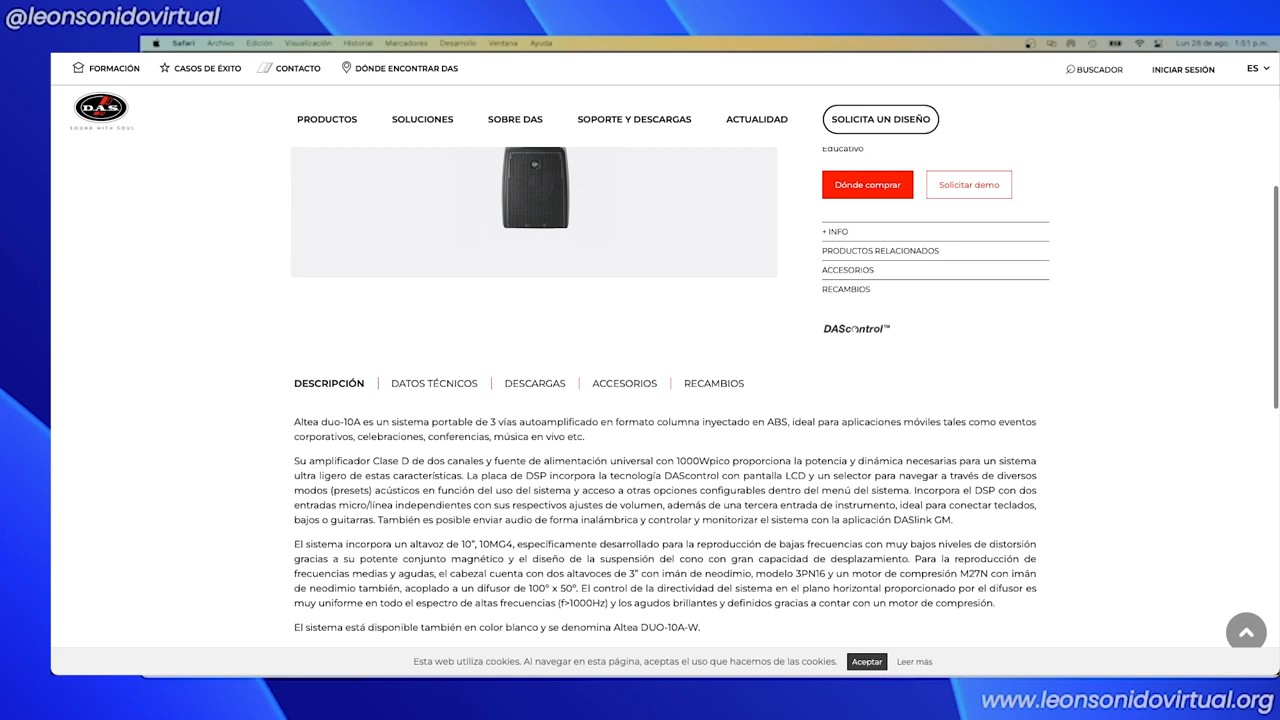 @leonsonidovirtual
Safari Archivo Edición Visualización Historial Marcadores Desarrollo Ventana Ayuda
Lun 26 de ago. 1:51 p.m.
FORMACIÓN CASOS DE ÉXITO CONTACTO DÓNDE ENCONTRAR DAS
BUSCADOR INICIAR SESIÓN ES
D.A.S.
SOUND WITH SOUL
PRODUCTOS SOLUCIONES SOBRE DAS SOPORTE Y DESCARGAS ACTUALIDAD SOLICITA UN DISEÑO
Educativo
Dónde comprar Solicitar demo
+ INFO
PRODUCTOS RELACIONADOS
ACCESORIOS
RECAMBIOS
DAScontrol™
DESCRIPCIÓN DATOS TÉCNICOS DESCARGAS ACCESORIOS RECAMBIOS
Altea duo-10A es un sistema portable de 3 vías autoamplificado en formato columna inyectado en ABS, ideal para aplicaciones móviles tales como eventos
corporativos, celebraciones, conferencias, música en vivo etc.
Su amplificador Clase D de dos canales y fuente de alimentación universal con 1000Wpico proporciona la potencia y dinámica necesarias para un sistema
ultra ligero de estas características. La placa de DSP incorpora la tecnología DAScontrol con pantalla LCD y un selector para navegar a través de diversos
modos (presets) acústicos en función del uso del sistema y acceso a otras opciones configurables dentro del menú del sistema. Incorpora el DSP con dos
entradas micro/línea independientes con sus respectivos ajustes de volumen, además de una tercera entrada de instrumento, ideal para conectar teclados,
bajos o guitarras. También es posible enviar audio de forma inalámbrica y controlar y monitorizar el sistema con la aplicación DASlink GM.
El sistema incorpora un altavoz de 10”, 10MG4, específicamente desarrollado para la reproducción de bajas frecuencias con muy bajos niveles de distorsión
gracias a su potente conjunto magnético y el diseño de la suspensión del cono con gran capacidad de desplazamiento. Para la reproducción de
frecuencias medias y agudas, el cabezal cuenta con dos altavoces de 3” con imán de neodimio, modelo 3PN16 y un motor de compresión M27N con imán
de neodimio también, acoplado a un difusor de 100º x 50º. El control de la directividad del sistema en el plano horizontal proporcionado por el difusor es
muy uniforme en todo el espectro de altas frecuencias (f>1000Hz) y los agudos brillantes y definidos gracias a contar con un motor de compresión.
El sistema está disponible también en color blanco y se denomina Altea DUO-10A-W.
Esta web utiliza cookies. Al navegar en esta página, aceptas el uso que hacemos de las cookies. Aceptar Leer más
www.leonsonidovirtual.org